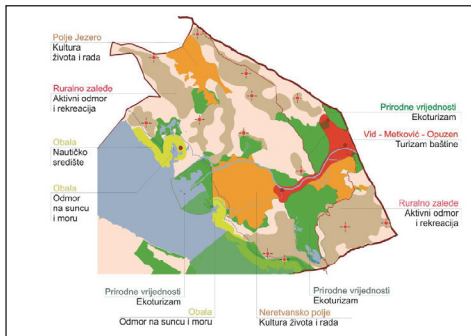 Polje Jezero
Kultura
života i rada
Ruralno zaleđe
Aktivni odmor
i rekreacija
Obala
Nautičko
središte
Obala
Odmor
na suncu
i moru
Prirodne vrijednosti
Ekoturizam
Vid - Metković - Opuzen
Turizam baštine
Ruralno zaleđe
Aktivni odmor
i rekreacija
Prirodne vrijednosti
Ekoturizam
Prirodne vrijednosti
Ekoturizam
Obala
Odmor na suncu i moru
Neretvansko polje
Kultura života i rada